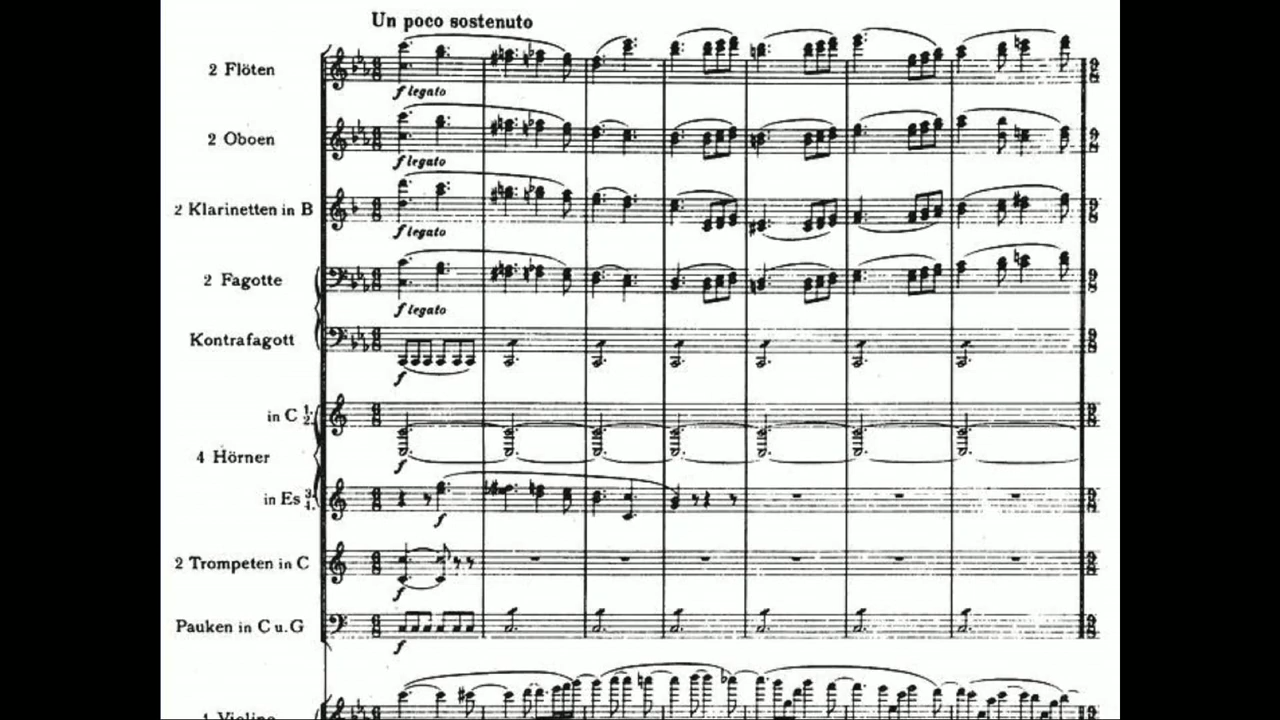 Un poco sostenuto
2 Flöten
f legato
2 Oboen
f legato
2 Klarinetten in B
f legato
2 Fagotte
f legato
Kontrafagott
f
in C 1. 2.
4 Hörner
f
in Es 3. 4.
f
2 Trompeten in C
f
Pauken in C u. G
f
1. Violine